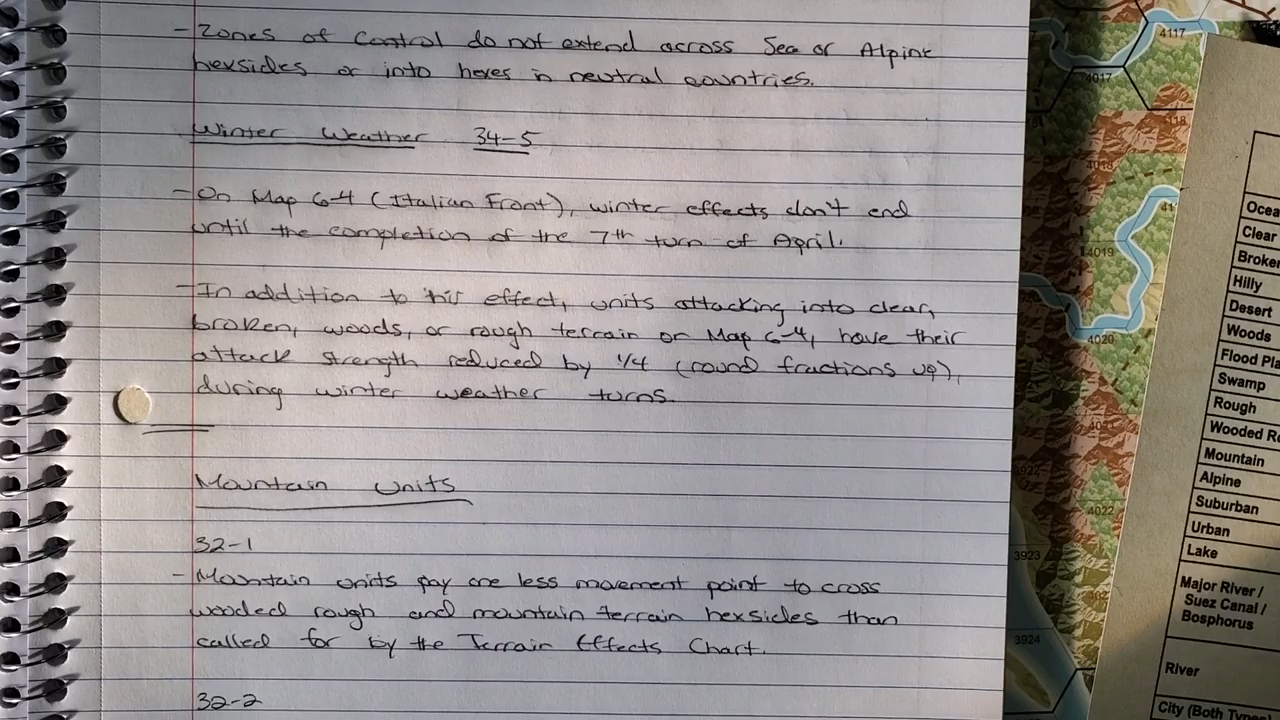 - Zones of Control do not extend across Sea or Alpine
hexsides or into hexes in neutral countries.
Winter Weather 34-5
- On Map 6-4 (Italian Front), winter effects don't end
until the completion of the 7th turn of April.
- In addition to this effect, units attacking into clear,
broken, woods, or rough terrain on Map 6-4, have their
attack strength reduced by 1/4 (round fractions up),
during winter weather turns.
Mountain Units
32-1
- Mountain units pay one less movement point to cross
wooded rough and mountain terrain hexsides than
called for by the Terrain Effects Chart.
32-2
4117
4017
4018
4019
4020
4022
3923
3924
Clear
Broken
Hilly
Desert
Woods
Flood Pla
Swamp
Rough
Wooded Ro
Mountain
Alpine
Suburban
Urban
Lake
Major River /
Suez Canal /
Bosphorus
River
City (Both Types)